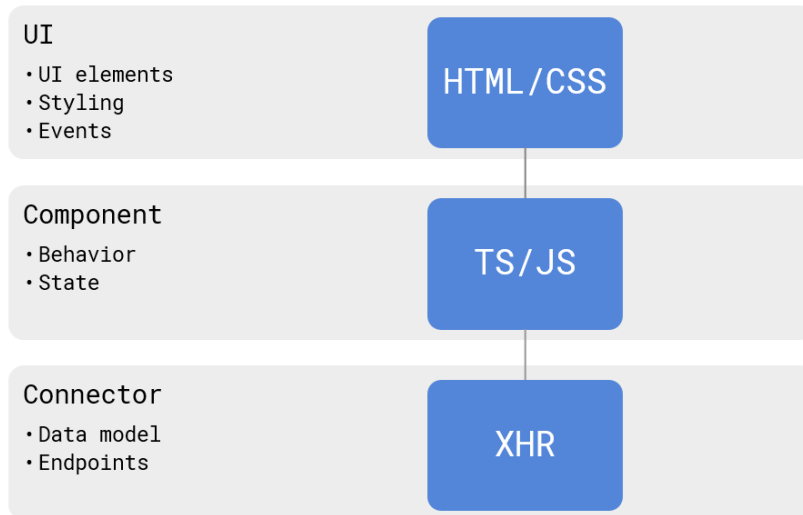 UI
• UI elements
• Styling
• Events
HTML/CSS
Component
• Behavior
• State
TS/JS
Connector
• Data model
• Endpoints
XHR